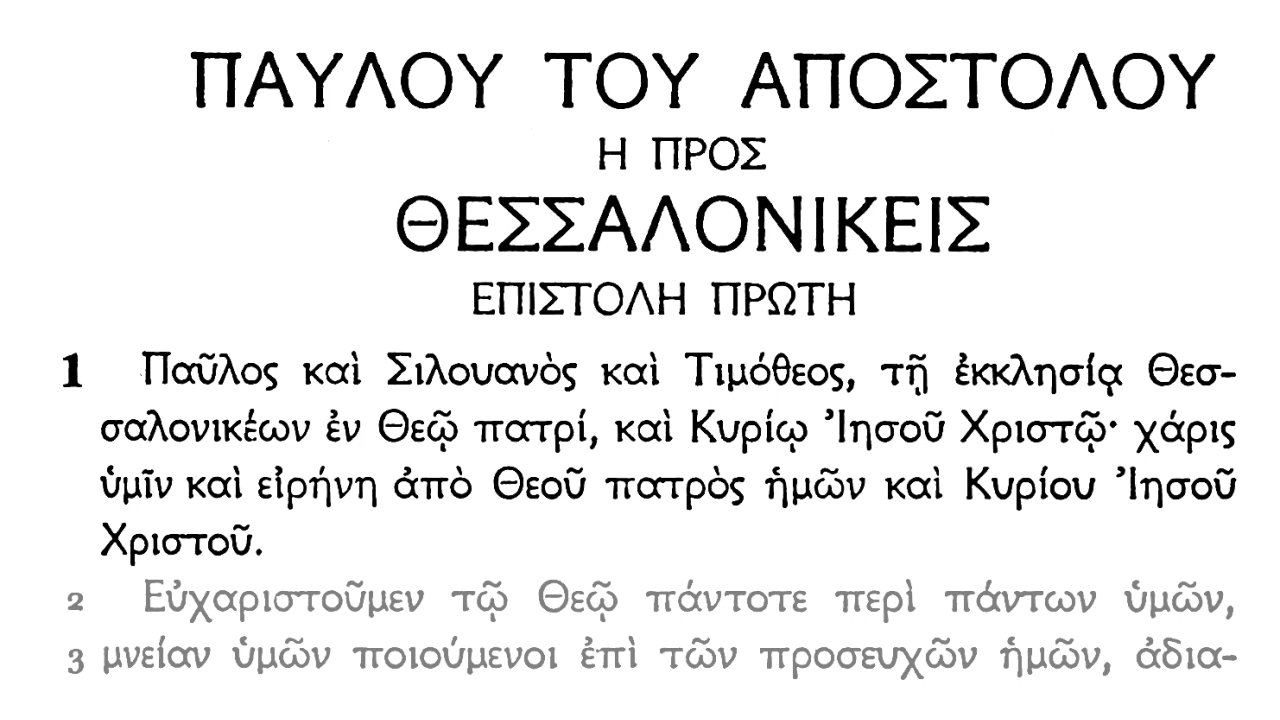 ΠΑΥΛΟΥ ΤΟΥ ΑΠΟΣΤΟΛΟΥ
Η ΠΡΟΣ
ΘΕΣΣΑΛΟΝΙΚΕΙΣ
ΕΠΙΣΤΟΛΗ ΠΡΩΤΗ
1 Παῦλος καὶ Σιλουανὸς καὶ Τιμόθεος, τῇ ἐκκλησίᾳ Θεσ-
σαλονικέων ἐν Θεῷ πατρί, καὶ Κυρίῳ Ἰησοῦ Χριστῷ· χάρις
ὑμῖν καὶ εἰρήνη ἀπὸ Θεοῦ πατρὸς ἡμῶν καὶ Κυρίου Ἰησοῦ
Χριστοῦ.
2 Εὐχαριστοῦμεν τῷ Θεῷ πάντοτε περὶ πάντων ὑμῶν,
3 μνείαν ὑμῶν ποιούμενοι ἐπὶ τῶν προσευχῶν ἡμῶν, ἀδια-